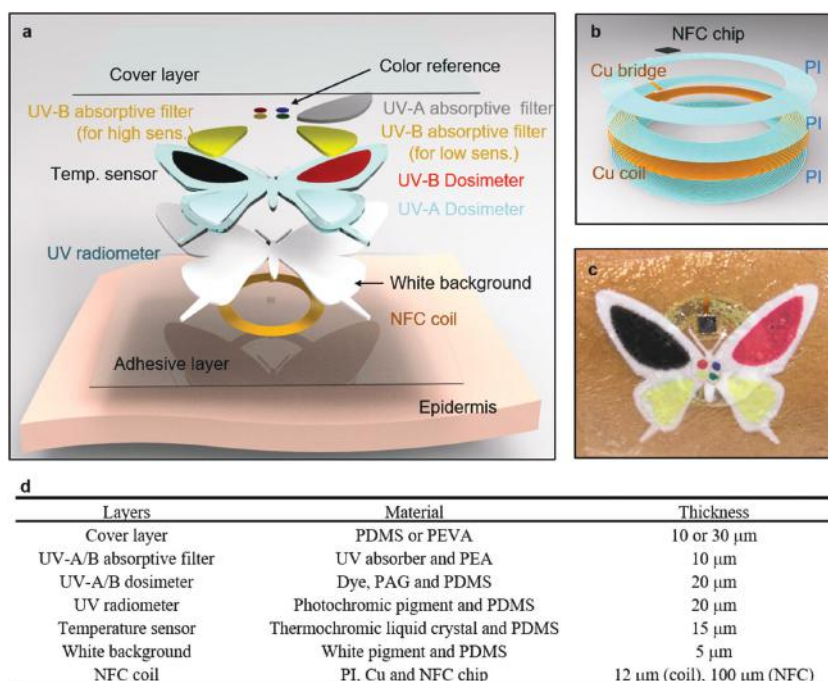 a
Cover layer
Color reference
UV-B absorptive filter
(for high sens.)
UV-A absorptive filter
UV-B absorptive filter
(for low sens.)
Temp. sensor
UV-B Dosimeter
UV-A Dosimeter
UV radiometer
White background
NFC coil
Adhesive layer
Epidermis
b
NFC chip
PI
Cu bridge
PI
Cu coil
PI
c
d
Layers Material Thickness
Cover layer PDMS or PEVA 10 or 30 μm
UV-A/B absorptive filter UV absorber and PEA 10 μm
UV-A/B dosimeter Dye, PAG and PDMS 20 μm
UV radiometer Photochromic pigment and PDMS 20 μm
Temperature sensor Thermochromic liquid crystal and PDMS 15 μm
White background White pigment and PDMS 5 μm
NFC coil PI, Cu and NFC chip 12 μm (coil), 100 μm (NFC)